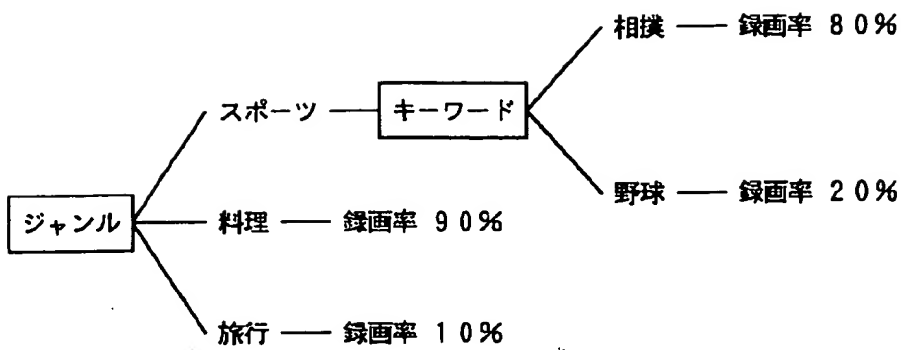 相撲 録画率 80%
スポーツ キーワード
野球 録画率 20%
ジャンル 料理 録画率 90%
旅行 録画率 10%